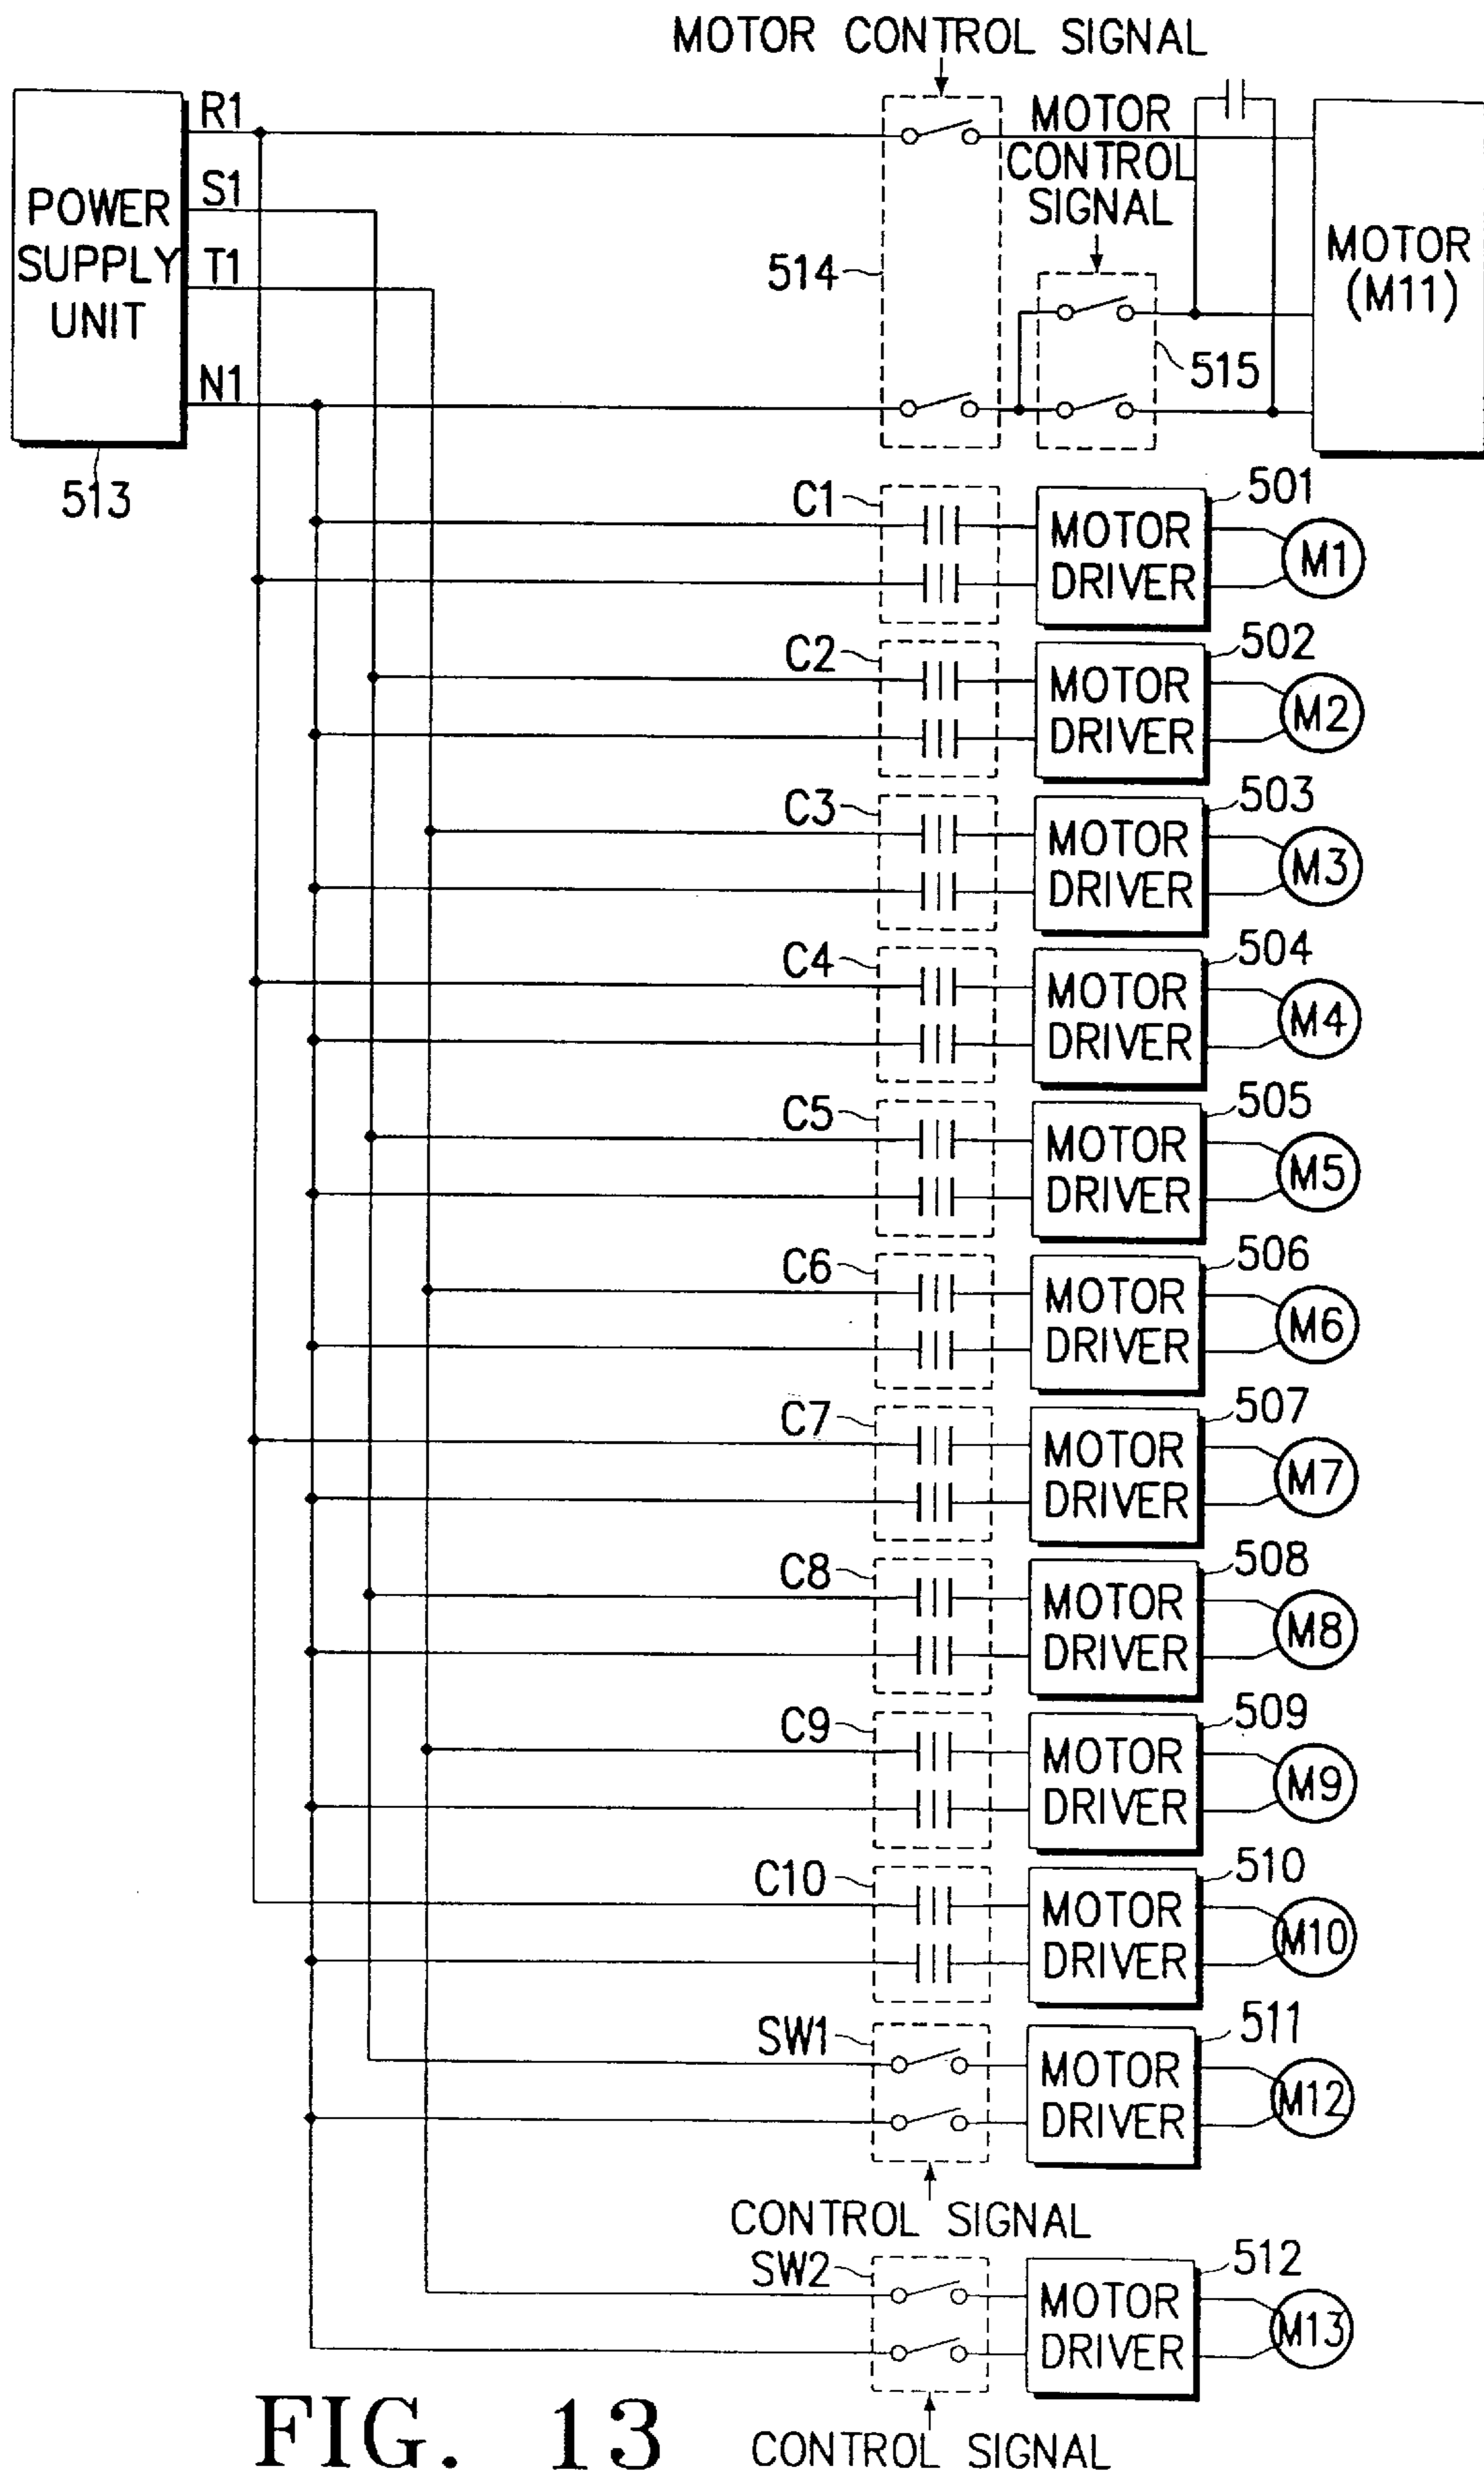 MOTOR CONTROL SIGNAL
R1
S1
T1
N1
POWER
SUPPLY
UNIT
513
514
MOTOR
CONTROL
SIGNAL
515
MOTOR
(M11)
C1
MOTOR
DRIVER
501
M1
C2
MOTOR
DRIVER
502
M2
C3
MOTOR
DRIVER
503
M3
C4
MOTOR
DRIVER
504
M4
C5
MOTOR
DRIVER
505
M5
C6
MOTOR
DRIVER
506
M6
C7
MOTOR
DRIVER
507
M7
C8
MOTOR
DRIVER
508
M8
C9
MOTOR
DRIVER
509
M9
C10
MOTOR
DRIVER
510
M10
SW1
MOTOR
DRIVER
511
M12
CONTROL SIGNAL
SW2
MOTOR
DRIVER
512
M13
CONTROL SIGNAL
FIG. 13